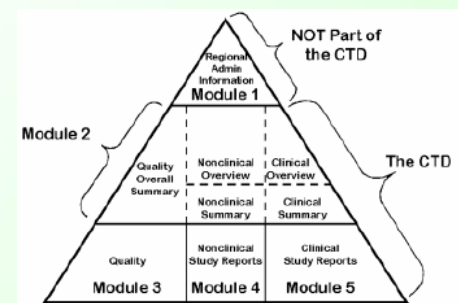 NOT Part of
the CTD
Regional
Admin
Information
Module 1
Module 2
The CTD
Quality
Overall
Summary
Nonclinical
Overview
Clinical
Overview
Nonclinical
Summary
Clinical
Summary
Quality
Module 3
Nonclinical
Study Reports
Module 4
Clinical
Study Reports
Module 5